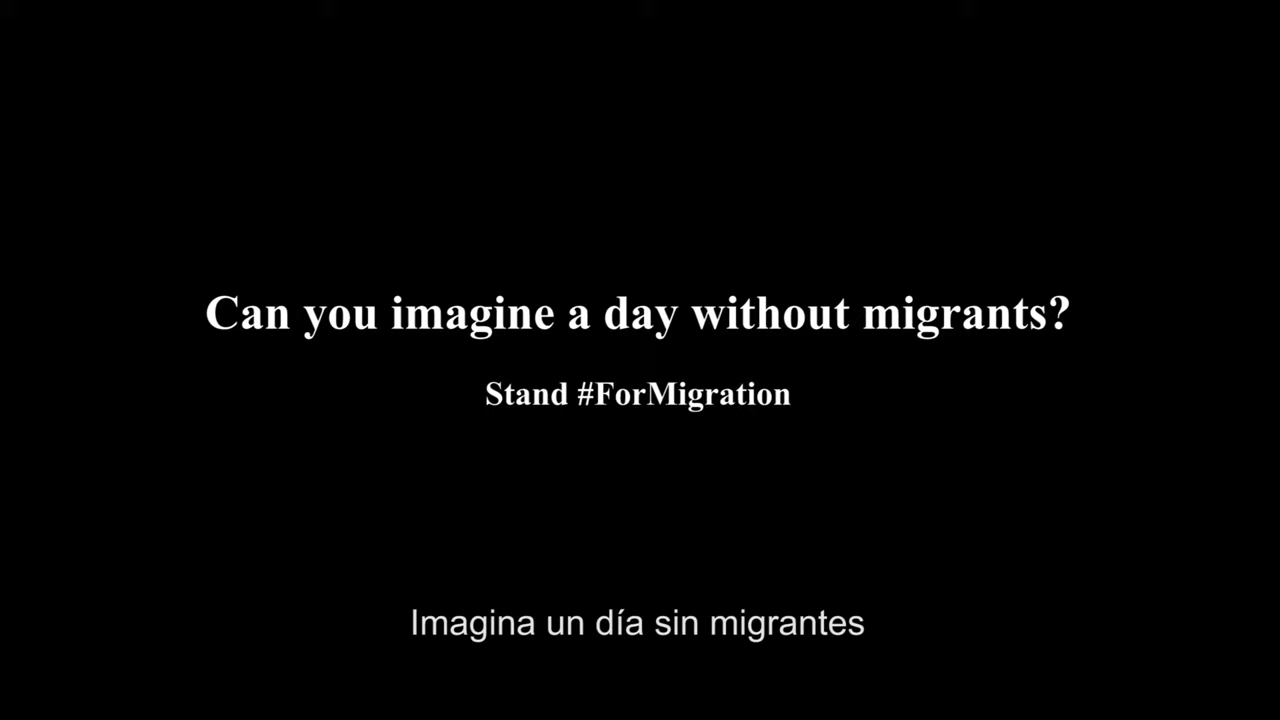 Can you imagine a day without migrants?
Stand #ForMigration
Imagina un día sin migrantes